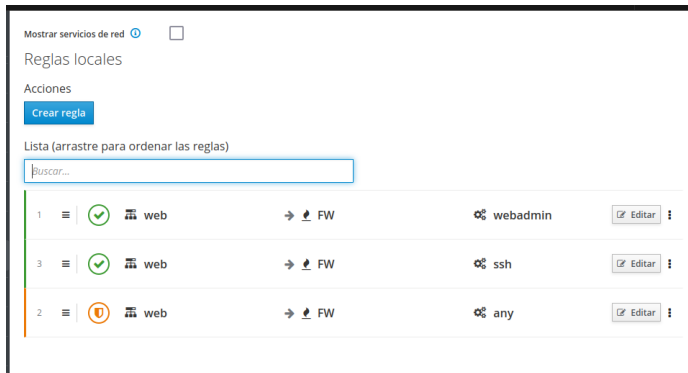 Mostrar servicios de red
Reglas locales
Acciones
Crear regla
Lista (arrastre para ordenar las reglas)
Buscar...
1 web FW webadmin Editar
3 web FW ssh Editar
2 web FW any Editar